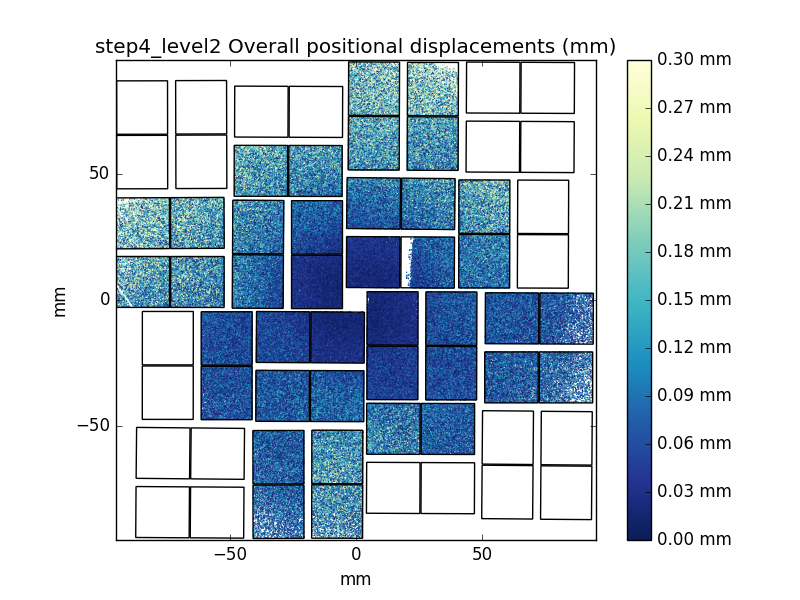 step4_level2 Overall positional displacements (mm)
mm
50
0
−50
−50
0
50
mm
0.30 mm
0.27 mm
0.24 mm
0.21 mm
0.18 mm
0.15 mm
0.12 mm
0.09 mm
0.06 mm
0.03 mm
0.00 mm